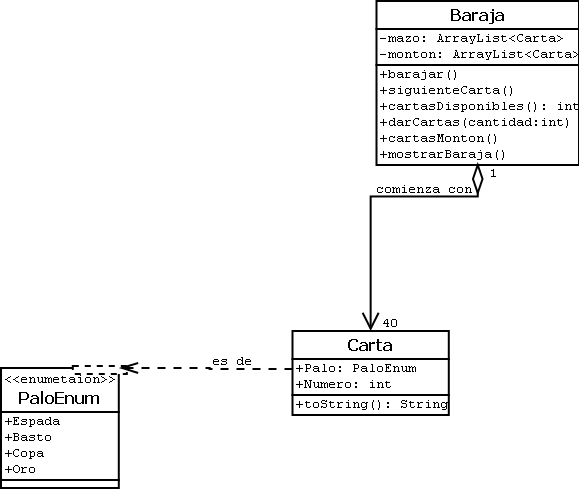 Baraja
-mazo: ArrayList<Carta>
-monton: ArrayList<Carta>
+barajar()
+siguienteCarta()
+cartasDisponibles(): int
+darCartas(cantidad:int)
+cartasMonton()
+mostrarBaraja()
1
comienza con
40
Carta
+Palo: PaloEnum
+Numero: int
+toString(): String
es de
<<enumetaion>>
PaloEnum
+Espada
+Basto
+Copa
+Oro